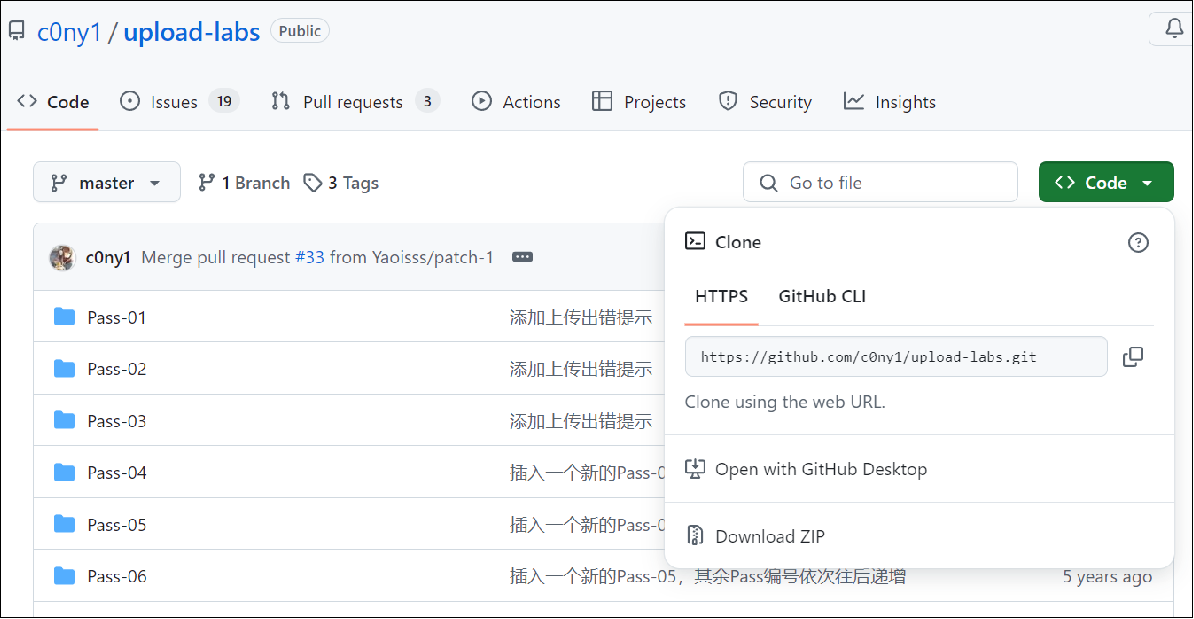 c0ny1 / upload-labs Public
Code Issues 19 Pull requests 3 Actions Projects Security Insights
master 1 Branch 3 Tags Go to file Code
c0ny1 Merge pull request #33 from Yaoisss/patch-1
Clone
HTTPS GitHub CLI
https://github.com/c0ny1/upload-labs.git
Clone using the web URL.
Open with GitHub Desktop
Download ZIP
Pass-01 添加上传出错提示
Pass-02 添加上传出错提示
Pass-03 添加上传出错提示
Pass-04 插入一个新的Pass-0
Pass-05 插入一个新的Pass-0
Pass-06 插入一个新的Pass-05，其余Pass编号依次往后递增 5 years ago